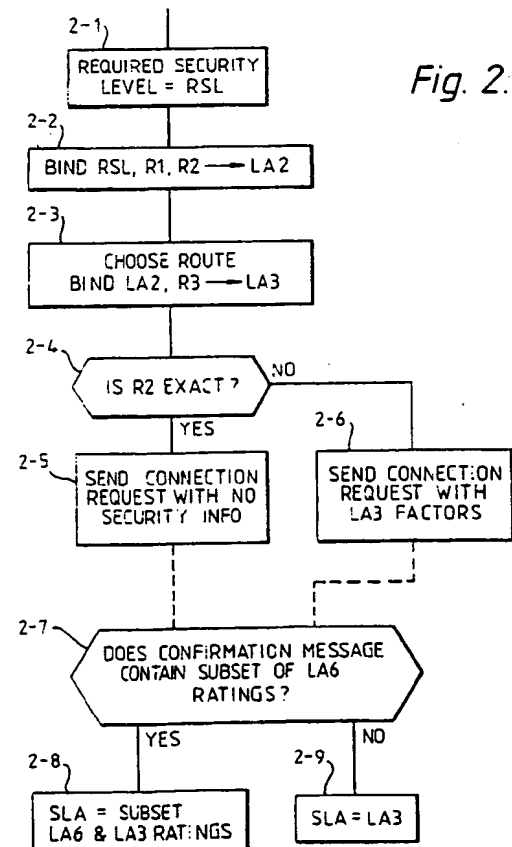 2-1
REQUIRED SECURITY
LEVEL = RSL
Fig. 2.
2-2
BIND RSL, R1, R2 → LA2
2-3
CHOOSE ROUTE
BIND LA2, R3 → LA3
2-4
IS R2 EXACT?
NO
YES
2-5
SEND CONNECTION
REQUEST WITH NO
SECURITY INFO
2-6
SEND CONNECTION
REQUEST WITH
LA3 FACTORS
2-7
DOES CONFIRMATION MESSAGE
CONTAIN SUBSET OF LA6
RATINGS?
YES
NO
2-8
SLA = SUBSET
LA6 & LA3 RATINGS
2-9
SLA = LA3